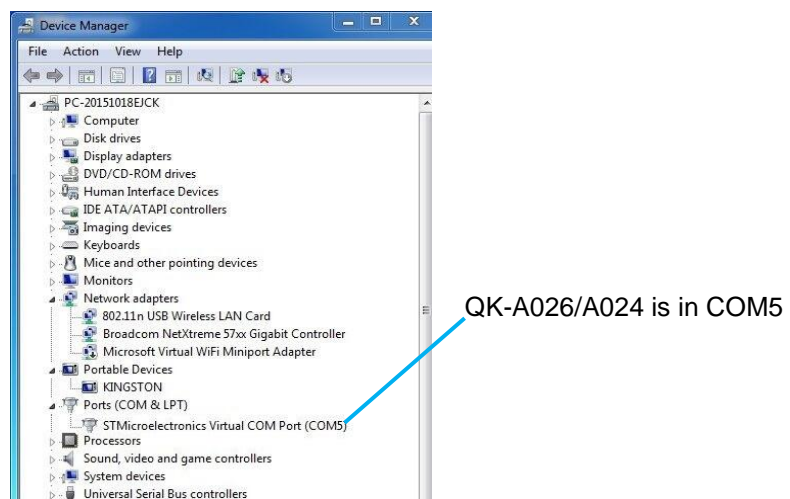 Device Manager
File Action View Help
PC-20151018EJCK
Computer
Disk drives
Display adapters
DVD/CD-ROM drives
Human Interface Devices
IDE ATA/ATAPI controllers
Imaging devices
Keyboards
Mice and other pointing devices
Monitors
Network adapters
802.11n USB Wireless LAN Card
Broadcom NetXtreme 57xx Gigabit Controller
Microsoft Virtual WiFi Miniport Adapter
Portable Devices
KINGSTON
Ports (COM & LPT)
STMicroelectronics Virtual COM Port (COM5)
Processors
Sound, video and game controllers
System devices
Universal Serial Bus controllers
QK-A026/A024 is in COM5